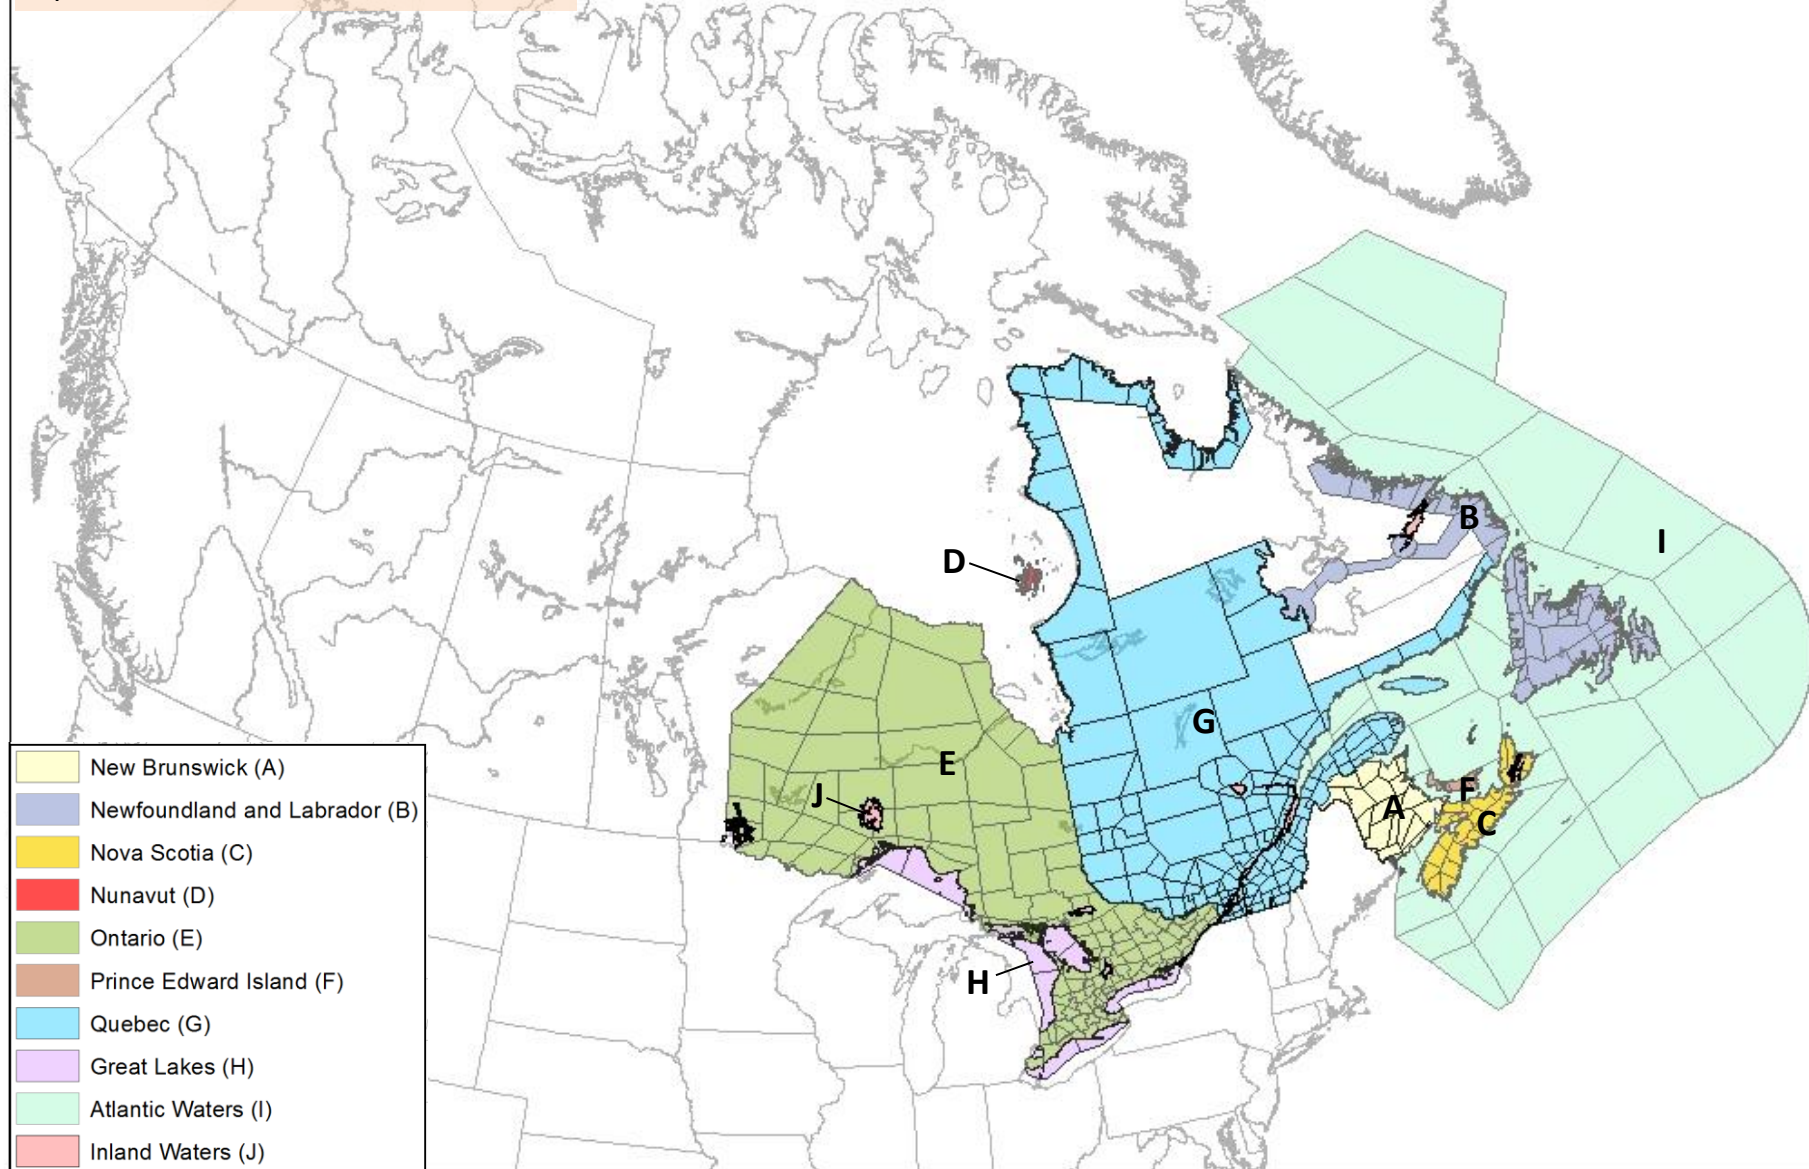 I
B
D
G
E
J
F
A
C
H
New Brunswick (A)
Newfoundland and Labrador (B)
Nova Scotia (C)
Nunavut (D)
Ontario (E)
Prince Edward Island (F)
Quebec (G)
Great Lakes (H)
Atlantic Waters (I)
Inland Waters (J)